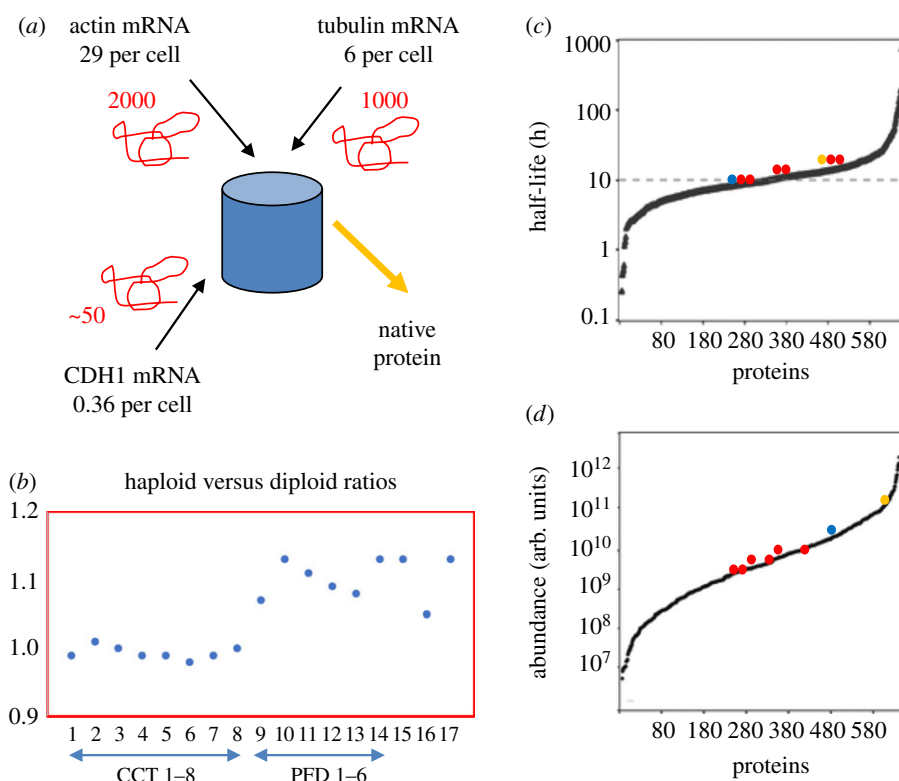 (a)
actin mRNA
29 per cell
tubulin mRNA
6 per cell
2000
1000
~50
CDH1 mRNA
0.36 per cell
native
protein
(b)
haploid versus diploid ratios
1.2
1.1
1.0
0.9
1 2 3 4 5 6 7 8 9 10 11 12 13 14 15 16 17
CCT 1–8
PFD 1–6
(c)
half-life (h)
1000
100
10
1
0.1
80 180 280 380 480 580
proteins
(d)
abundance (arb. units)
10¹²
10¹¹
10¹⁰
10⁹
10⁸
10⁷
80 180 280 380 480 580
proteins